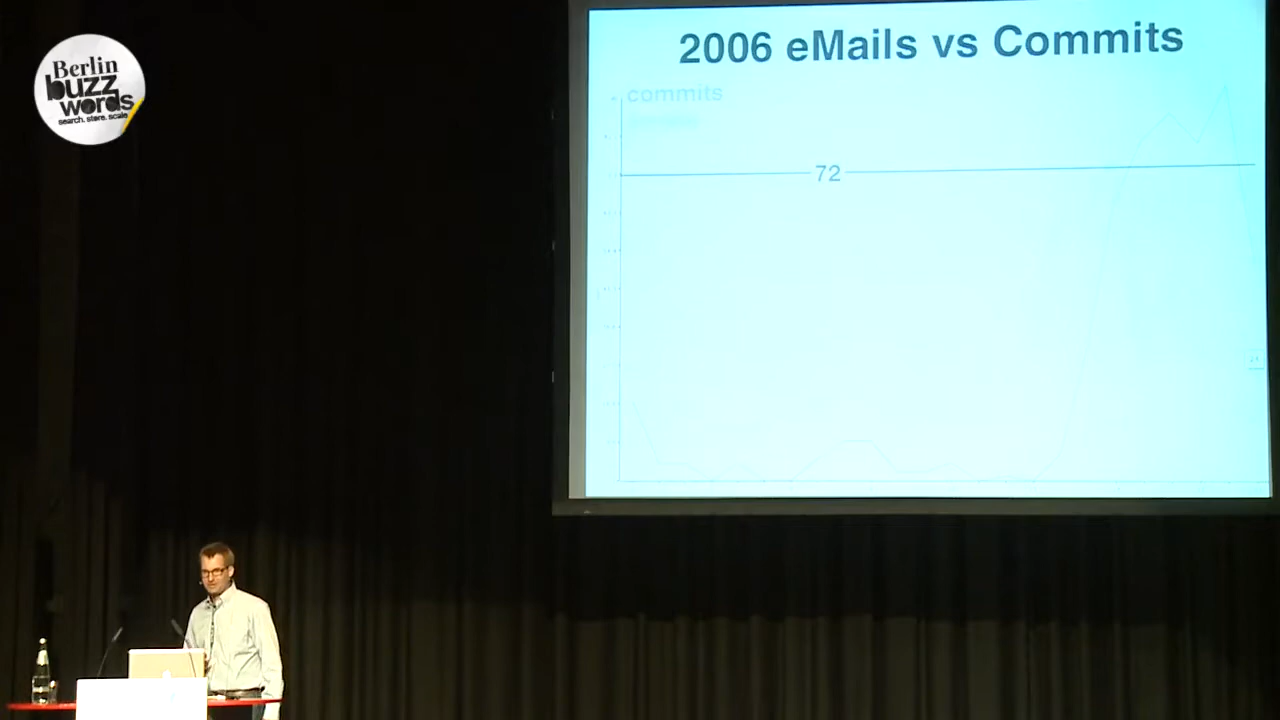 Berlin
buzz
words
search. store. scale
2006 eMails vs Commits
commits
72